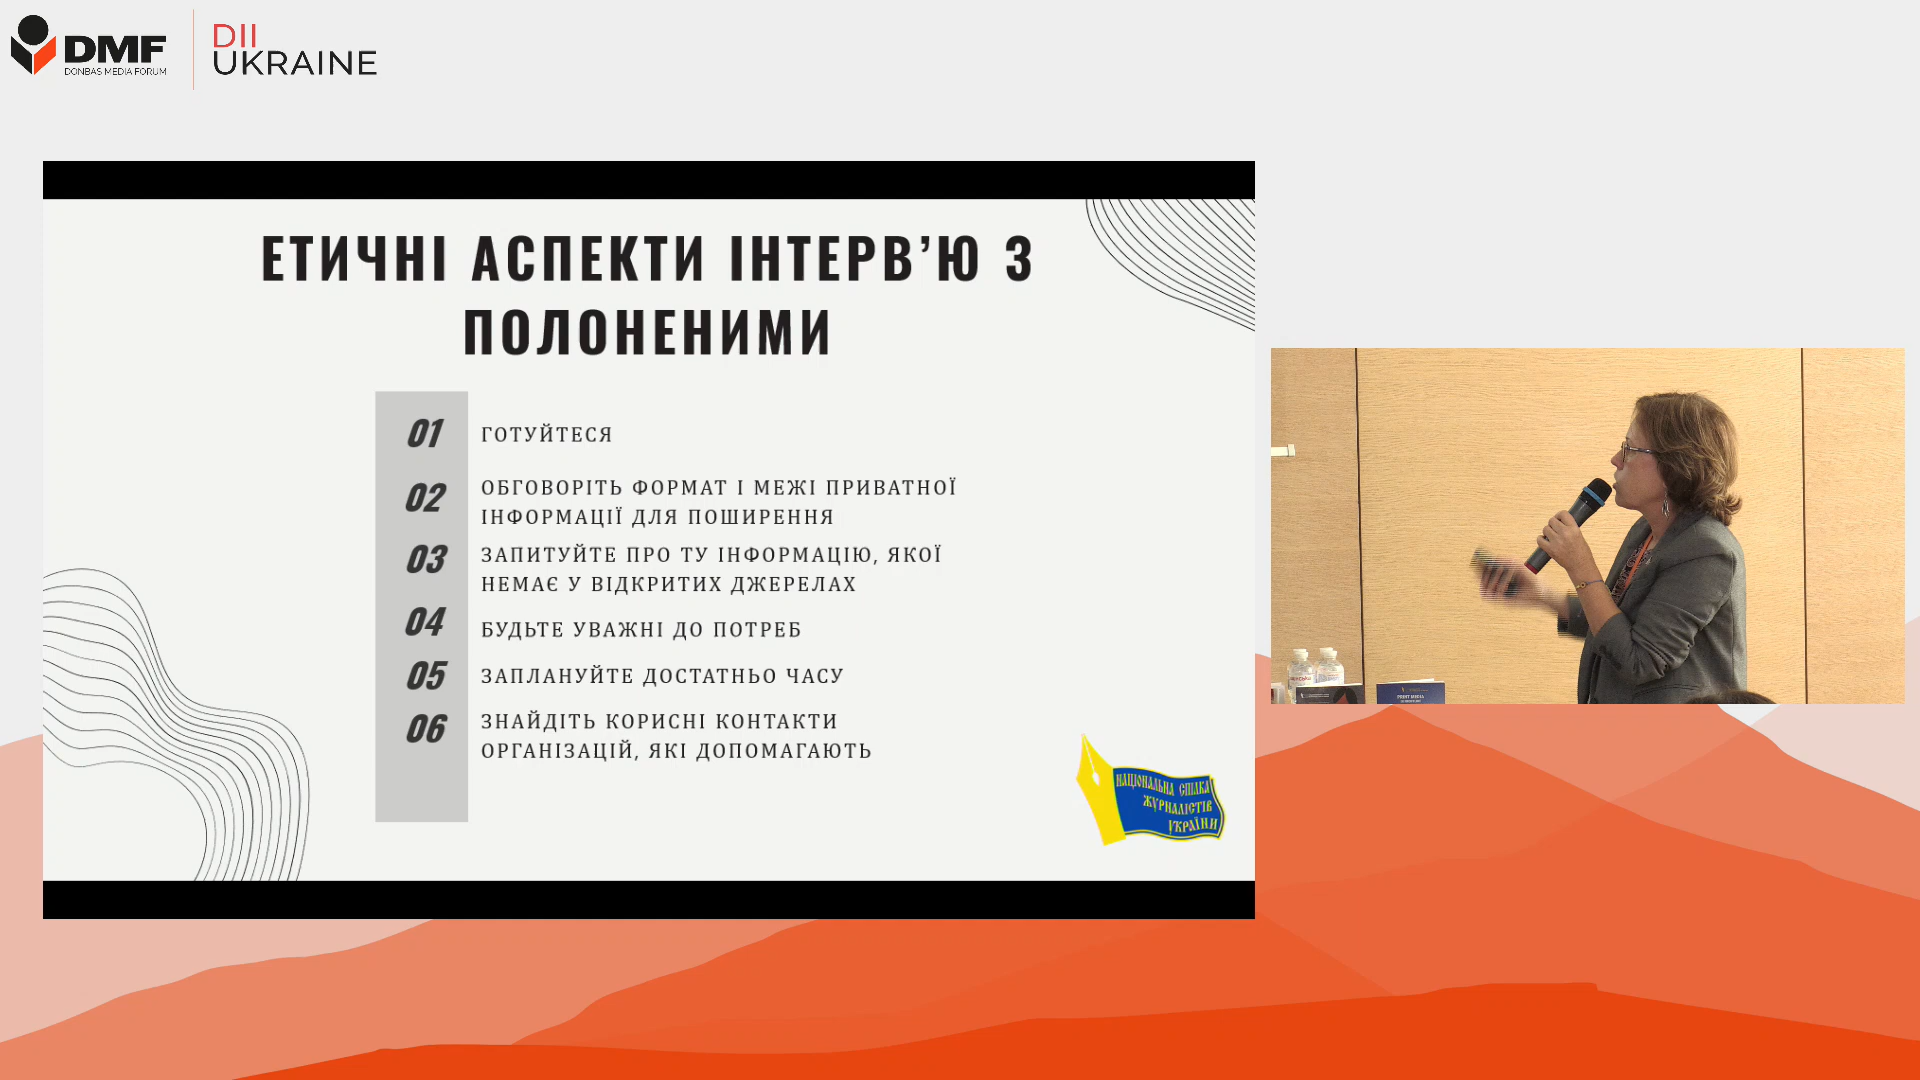 DMF
DONBAS MEDIA FORUM
DII
UKRAINE
ЕТИЧНІ АСПЕКТИ ІНТЕРВ’Ю З
ПОЛОНЕНИМИ
01 ГОТУЙТЕСЯ
02 ОБГОВОРІТЬ ФОРМАТ І МЕЖІ ПРИВАТНОЇ
ІНФОРМАЦІЇ ДЛЯ ПОШИРЕННЯ
03 ЗАПИТУЙТЕ ПРО ТУ ІНФОРМАЦІЮ, ЯКОЇ
НЕМАЄ У ВІДКРИТИХ ДЖЕРЕЛАХ
04 БУДЬТЕ УВАЖНІ ДО ПОТРЕБ
05 ЗАПЛАНУЙТЕ ДОСТАТНЬО ЧАСУ
06 ЗНАЙДІТЬ КОРИСНІ КОНТАКТИ
ОРГАНІЗАЦІЙ, ЯКІ ДОПОМАГАЮТЬ
НАЦІОНАЛЬНА СПІЛКА
ЖУРНАЛІСТІВ
УКРАЇНИ